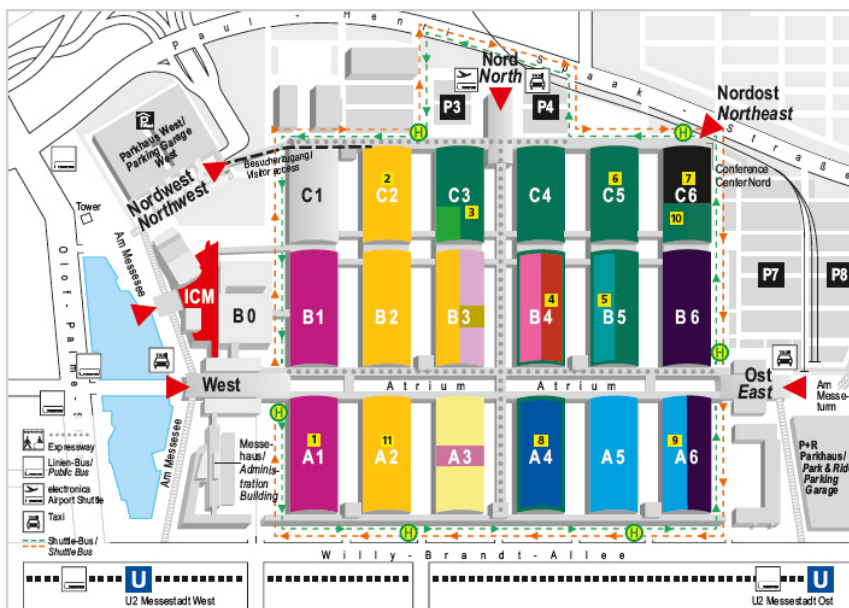 Paul-Henri-Spaak-Straße
Nord
North
P3
P4
Nordost
Northeast
Parkhaus West/
Parking Garage
West
Besucherzugang/
Visitor access
Nordwest
Northwest
Tower
Am Messesee
Olof-Palme-S
Conference
Center Nord
C1
2
C2
C3
3
C4
6
C5
7
C6
10
P7
P8
ICM
B0
B1
B2
B3
B4
4
5
B5
B6
West
Atrium
Atrium
Ost
East
Am
Messe-
turm
Am Messesee
Messe-
haus/
Adminis-
tration
Building
1
A1
11
A2
A3
8
A4
A5
9
A6
P+R
Parkhaus/
Park & Ride
Parking
Garage
H
H
H
H
H
H
TAXI
TAXI
TAXI
Expressway
Linien-Bus/
Public Bus
electronica
Airport Shuttle
Taxi
Shuttle-Bus/
Shuttle Bus
Willy-Brandt-Allee
U
U2 Messestadt West
U
U2 Messestadt Ost